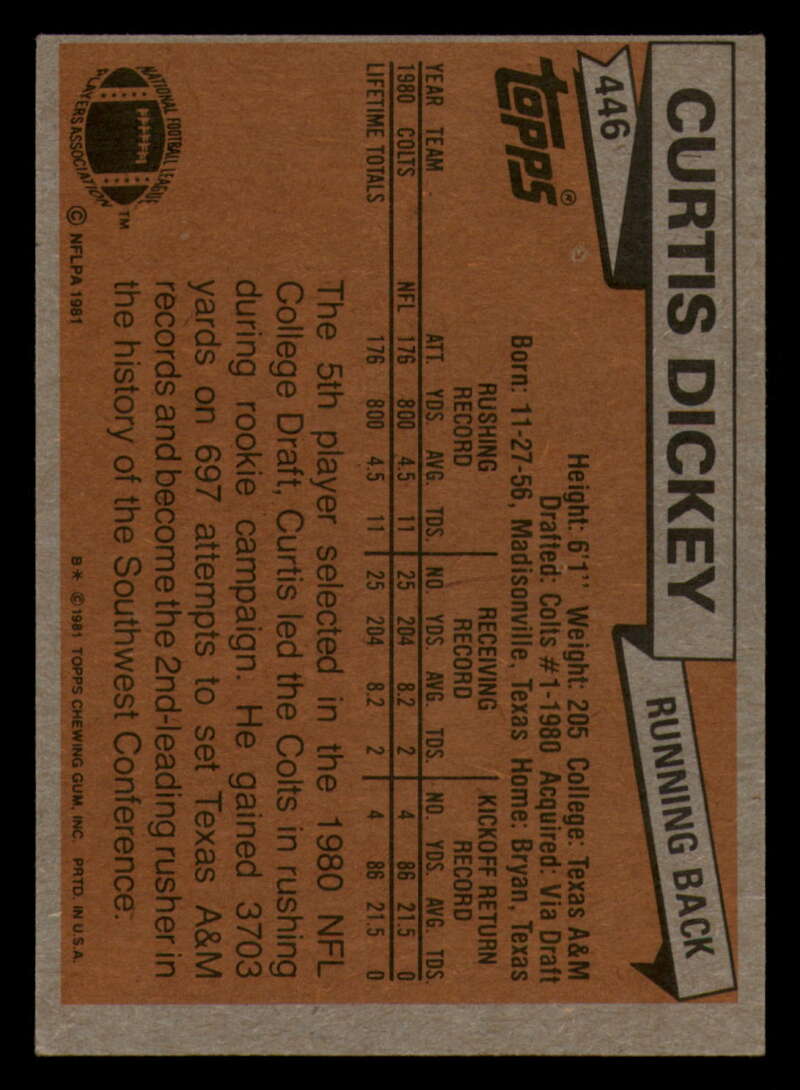 CURTIS DICKEY
RUNNING BACK
446
TOPPS®
Height: 6'1'' Weight: 205 College: Texas A&M
Drafted: Colts #1-1980 Acquired: Via Draft
Born: 11-27-56, Madisonville, Texas Home: Bryan, Texas
RUSHING RECORD RECEIVING RECORD KICKOFF RETURN RECORD
YEAR TEAM ATT. YDS. AVG. TDS. NO. YDS. AVG. TDS. NO. YDS. AVG. TDS.
1980 COLTS NFL 176 800 4.5 11 25 204 8.2 2 4 86 21.5 0
LIFETIME TOTALS 176 800 4.5 11 25 204 8.2 2 4 86 21.5 0
The 5th player selected in the 1980 NFL
College Draft, Curtis led the Colts in rushing
during rookie campaign. He gained 3703
yards on 697 attempts to set Texas A&M
records and become the 2nd-leading rusher in
the history of the Southwest Conference.
NATIONAL FOOTBALL LEAGUE
PLAYERS ASSOCIATION
TM
© NFLPA 1981
B* © 1981 TOPPS CHEWING GUM, INC. PRTD. IN U.S.A.